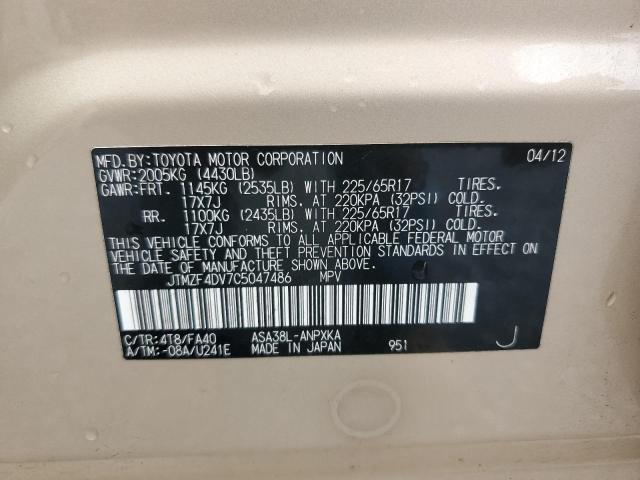 MFD. BY: TOYOTA MOTOR CORPORATION 04/12
GVWR: 2005KG (4430LB)
GAWR: FRT. 1145KG (2535LB) WITH 225/65R17 TIRES.
17X7J RIMS. AT 220KPA (32PSI) COLD.
RR. 1100KG (2435LB) WITH 225/65R17 TIRES.
17X7J RIMS. AT 220KPA (32PSI) COLD.
THIS VEHICLE CONFORMS TO ALL APPLICABLE FEDERAL MOTOR
VEHICLE SAFETY AND THEFT PREVENTION STANDARDS IN EFFECT
ON THE DATE OF MANUFACTURE SHOWN ABOVE.
JTMZF4DV7C5047486 MPV
C/TR: 4T8/FA40 ASA38L-ANPXKA
A/TM: -08A/U241E MADE IN JAPAN 951 J